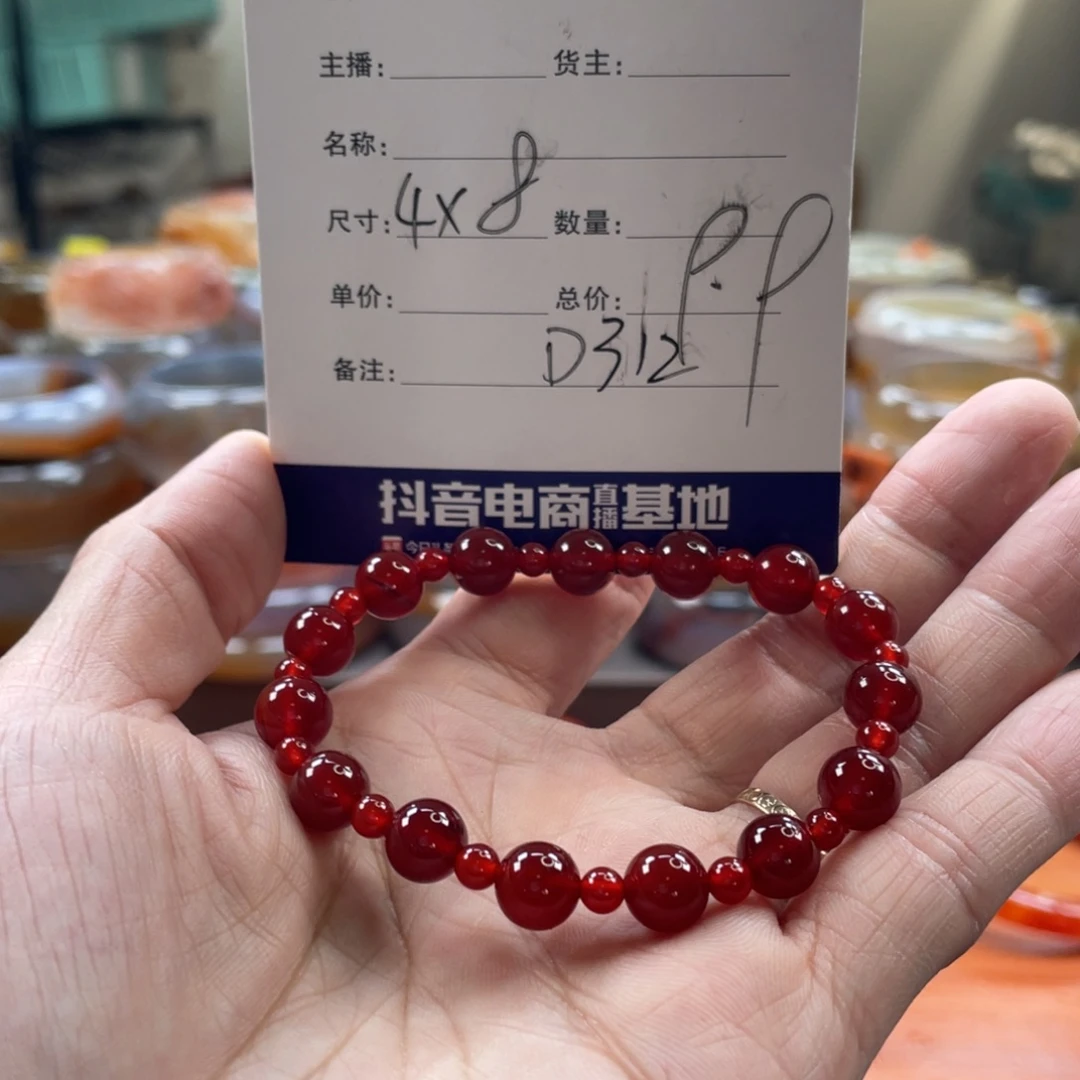 主播: 货主:
名称:
尺寸: 4X8 数量:
单价: 总价:
备注: D312
抖音电商直播基地